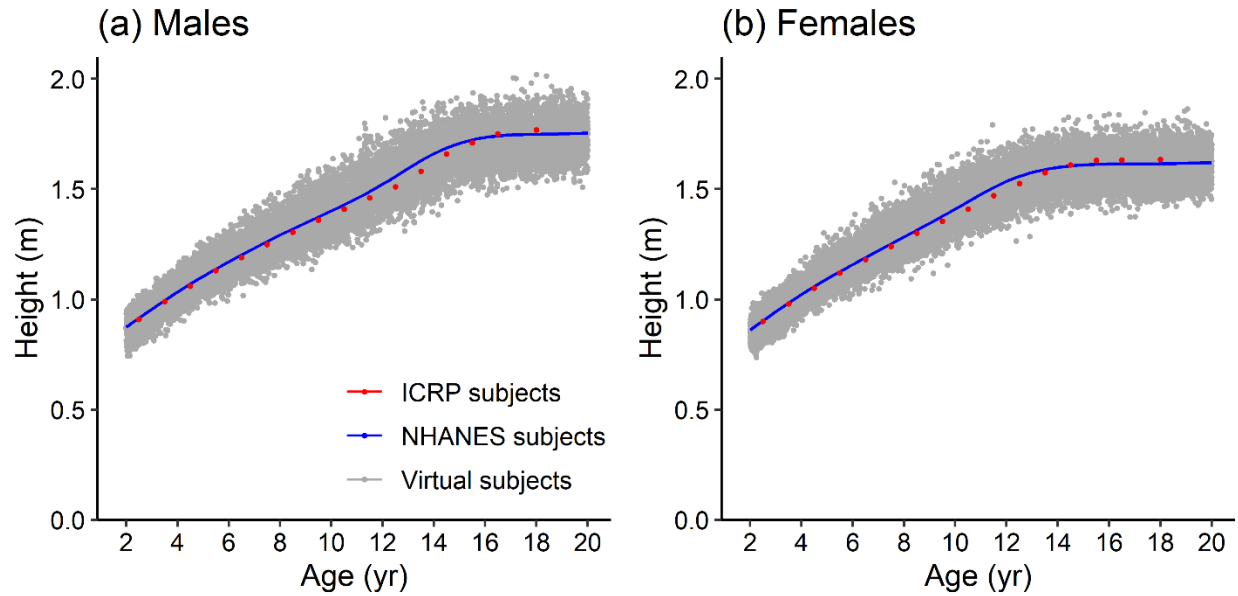 (a) Males
(b) Females
Height (m)
2.0
1.5
1.0
0.5
0.0
ICRP subjects
NHANES subjects
Virtual subjects
2 4 6 8 10 12 14 16 18 20
Age (yr)
Height (m)
2.0
1.5
1.0
0.5
0.0
2 4 6 8 10 12 14 16 18 20
Age (yr)